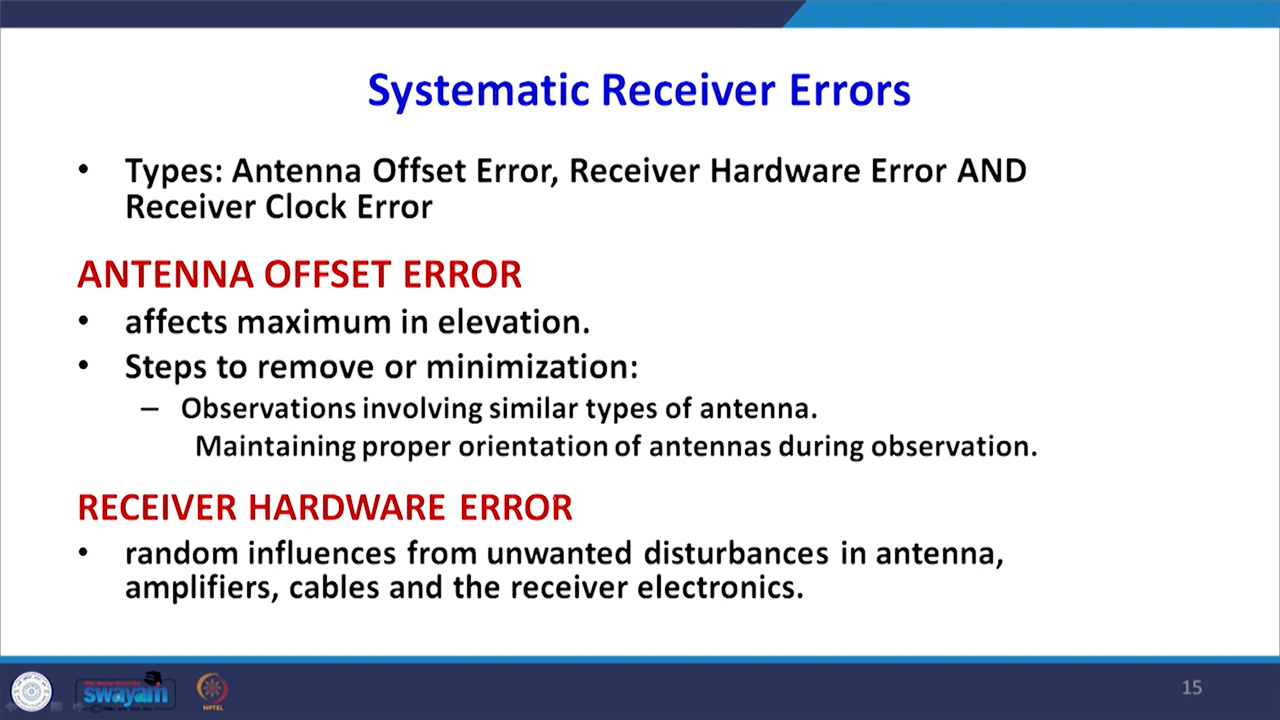 Systematic Receiver Errors
• Types: Antenna Offset Error, Receiver Hardware Error AND
Receiver Clock Error
ANTENNA OFFSET ERROR
• affects maximum in elevation.
• Steps to remove or minimization:
– Observations involving similar types of antenna.
Maintaining proper orientation of antennas during observation.
RECEIVER HARDWARE ERROR
• random influences from unwanted disturbances in antenna,
amplifiers, cables and the receiver electronics.
swayam
NPTEL
15